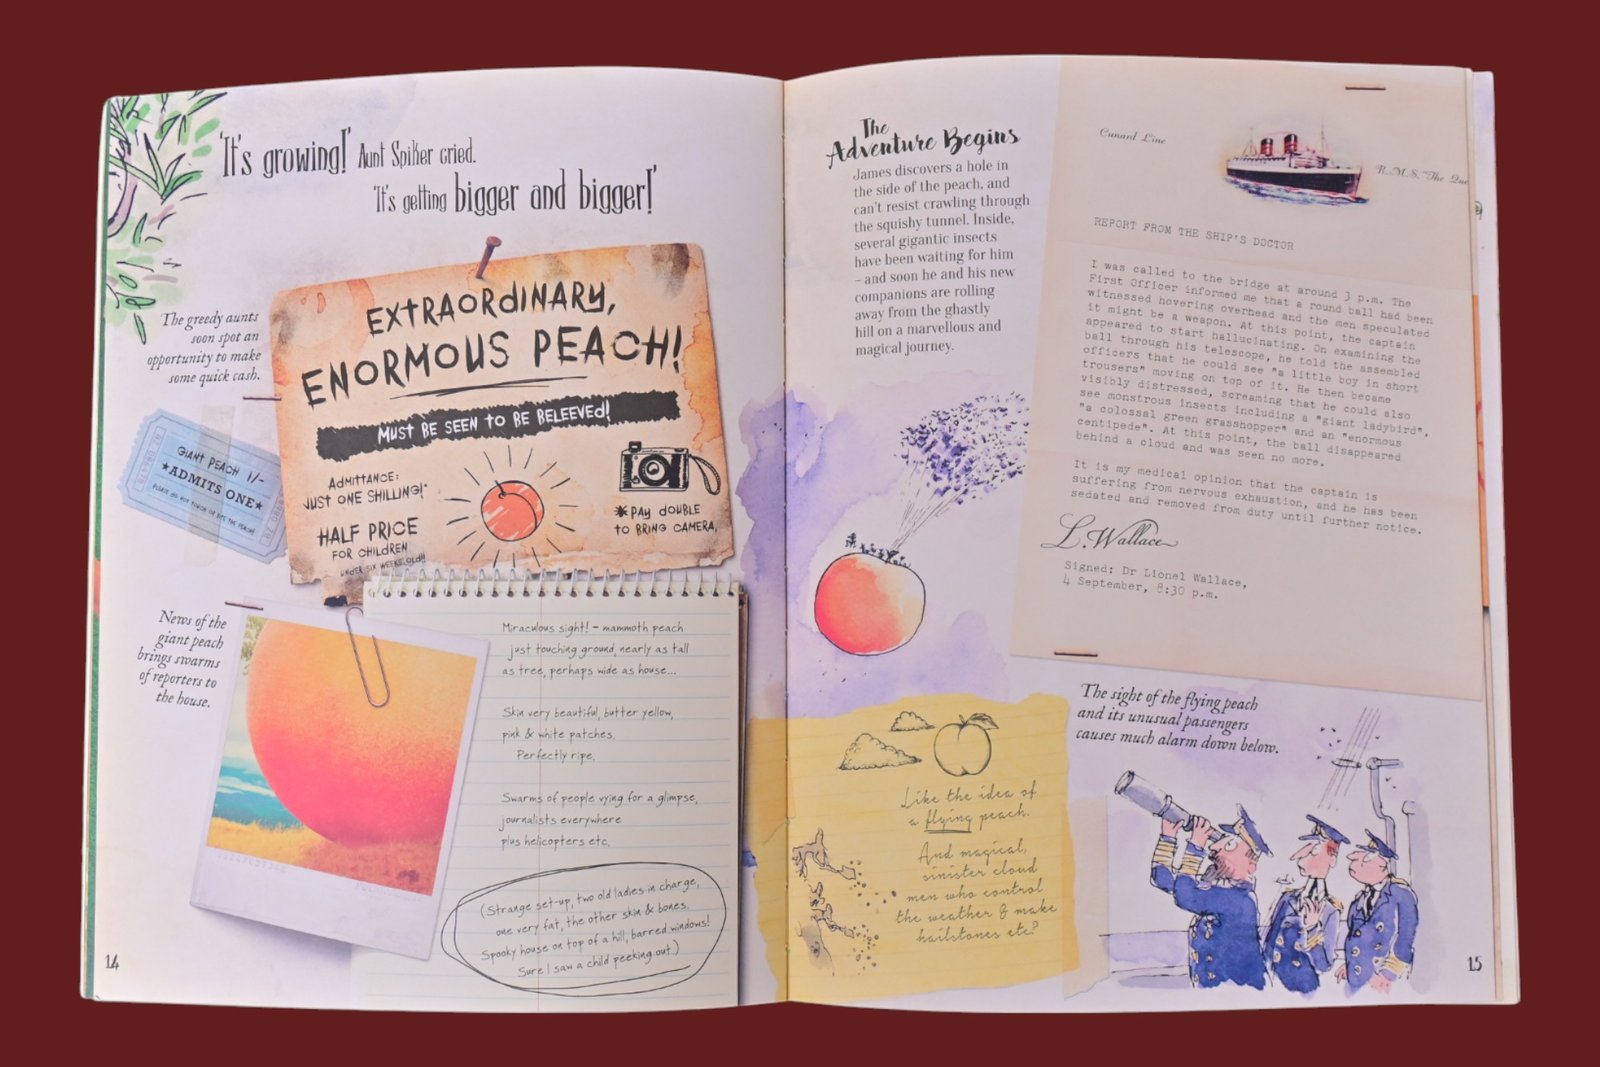 'It's growing!' Aunt Spiker cried.
'It's getting bigger and bigger!'
The greedy aunts
soon spot an
opportunity to make
some quick cash.
EXTRAORDINARY,
ENORMOUS PEACH!
MUST BE SEEN TO BE BELEEVED!
ADMITTANCE:
JUST ONE SHILLING!*
HALF PRICE
FOR CHILDREN
UNDER SIX WEEKS OLD!!
*PAY DOUBLE
TO BRING CAMERA.
GIANT PEACH 1/-
★ADMITS ONE★
PLEASE DO NOT TOUCH OR BITE THE PEACH!
News of the
giant peach
brings swarms
of reporters to
the house.
Miraculous sight! – mammoth peach
just touching ground, nearly as tall
as tree, perhaps wide as house...
Skin very beautiful, butter yellow,
pink & white patches.
Perfectly ripe.
Swarms of people vying for a glimpse,
journalists everywhere
plus helicopters etc.
(Strange set-up, two old ladies in charge,
one very fat, the other skin & bones.
Spooky house on top of a hill, barred windows!
Sure I saw a child peeking out.)
14
The
Adventure Begins
James discovers a hole in
the side of the peach, and
can't resist crawling through
the squishy tunnel. Inside,
several gigantic insects
have been waiting for him
– and soon he and his new
companions are rolling
away from the ghastly
hill on a marvellous and
magical journey.
Cunard Line
R.M.S. "The Que
REPORT FROM THE SHIP'S DOCTOR
I was called to the bridge at around 3 p.m. The
First Officer informed me that a round ball had been
witnessed hovering overhead and the men speculated
it might be a weapon. At this point, the captain
appeared to start hallucinating. On examining the
ball through his telescope, he told the assembled
officers that he could see "a little boy in short
trousers" moving on top of it. He then became
visibly distressed, screaming that he could also
see monstrous insects including a "giant ladybird",
"a colossal green grasshopper" and an "enormous
centipede". At this point, the ball disappeared
behind a cloud and was seen no more.
It is my medical opinion that the captain is
suffering from nervous exhaustion, and he has been
sedated and removed from duty until further notice.
L. Wallace
Signed: Dr Lionel Wallace,
4 September, 8:30 p.m.
The sight of the flying peach
and its unusual passengers
causes much alarm down below.
Like the idea of
a flying peach.
And magical,
sinister cloud
men who control
the weather & make
hailstones etc?
15